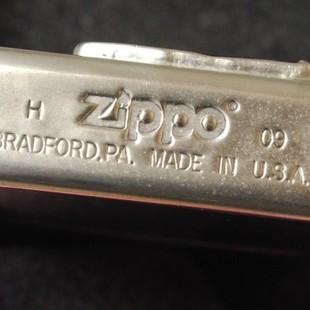 H zippo® 09
BRADFORD.PA. MADE IN U.S.A.